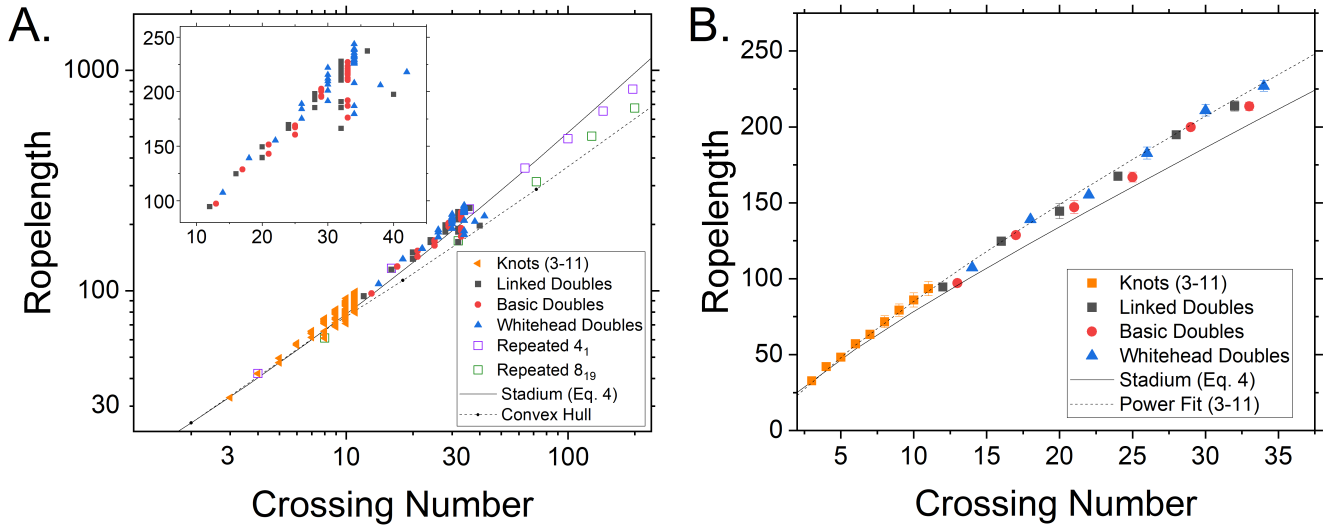 A.
Ropelength
1000
100
30
250
200
150
100
10
20
30
40
Knots (3-11)
Linked Doubles
Basic Doubles
Whitehead Doubles
Repeated 4₁
Repeated 8₁₉
Stadium (Eq. 4)
Convex Hull
3
10
30
100
Crossing Number
B.
Ropelength
250
200
150
100
50
0
Knots (3-11)
Linked Doubles
Basic Doubles
Whitehead Doubles
Stadium (Eq. 4)
Power Fit (3-11)
5
10
15
20
25
30
35
Crossing Number